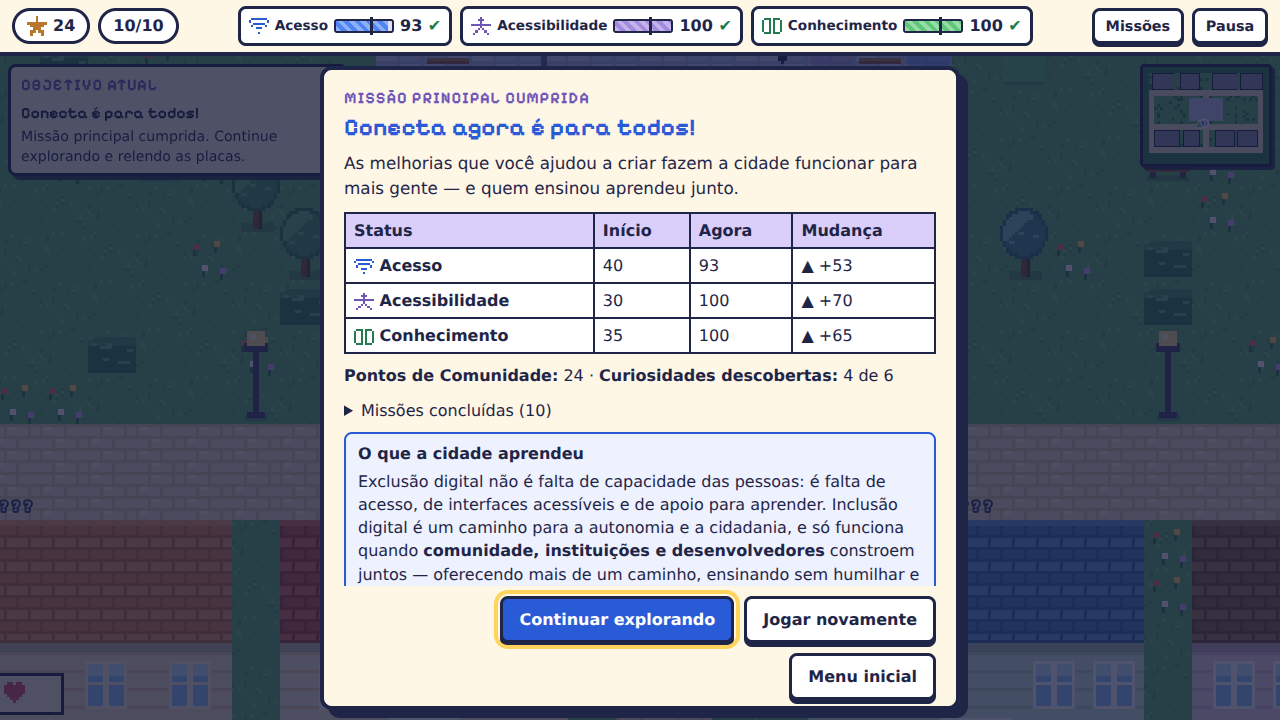 24
10/10
Acesso 93 ✔
Acessibilidade 100 ✔
Conhecimento 100 ✔
Missões
Pausa
OBJETIVO ATUAL
Conecta é para todos!
Missão principal cumprida. Continue
explorando e relendo as placas.
MISSÃO PRINCIPAL CUMPRIDA
Conecta agora é para todos!
As melhorias que você ajudou a criar fazem a cidade funcionar para
mais gente — e quem ensinou aprendeu junto.
Status Início Agora Mudança
Acesso 40 93 ▲ +53
Acessibilidade 30 100 ▲ +70
Conhecimento 35 100 ▲ +65
Pontos de Comunidade: 24 · Curiosidades descobertas: 4 de 6
Missões concluídas (10)
O que a cidade aprendeu
Exclusão digital não é falta de capacidade das pessoas: é falta de
acesso, de interfaces acessíveis e de apoio para aprender. Inclusão
digital é um caminho para a autonomia e a cidadania, e só funciona
quando comunidade, instituições e desenvolvedores constroem
juntos — oferecendo mais de um caminho, ensinando sem humilhar e
???
??
Continuar explorando
Jogar novamente
Menu inicial